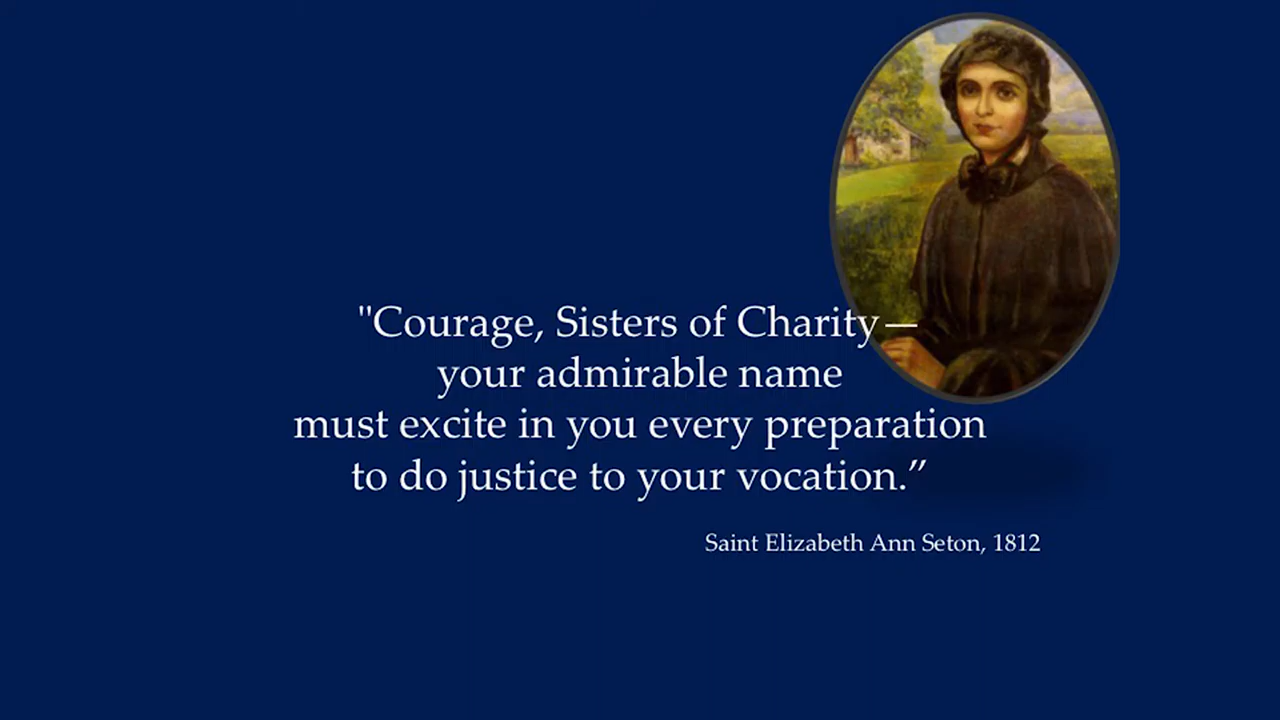 "Courage, Sisters of Charity—
your admirable name
must excite in you every preparation
to do justice to your vocation.”
Saint Elizabeth Ann Seton, 1812